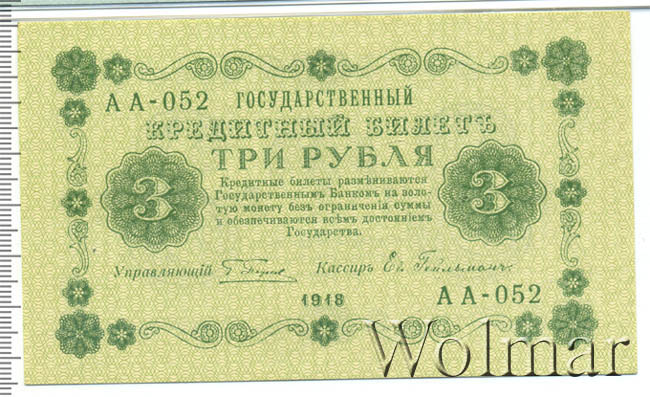 АА-052 ГОСУДАРСТВЕННЫЙ
КРЕДИТНЫЙ БИЛЕТЪ
ТРИ РУБЛЯ
3 3
Кредитные билеты размѣниваются
Государственнымъ Банкомъ на золо-
тую монету безъ ограниченія суммы
и обезпечиваются всѣмъ достояніемъ
Государства.
Управляющій Кассиръ
1918 АА-052
Wolmar